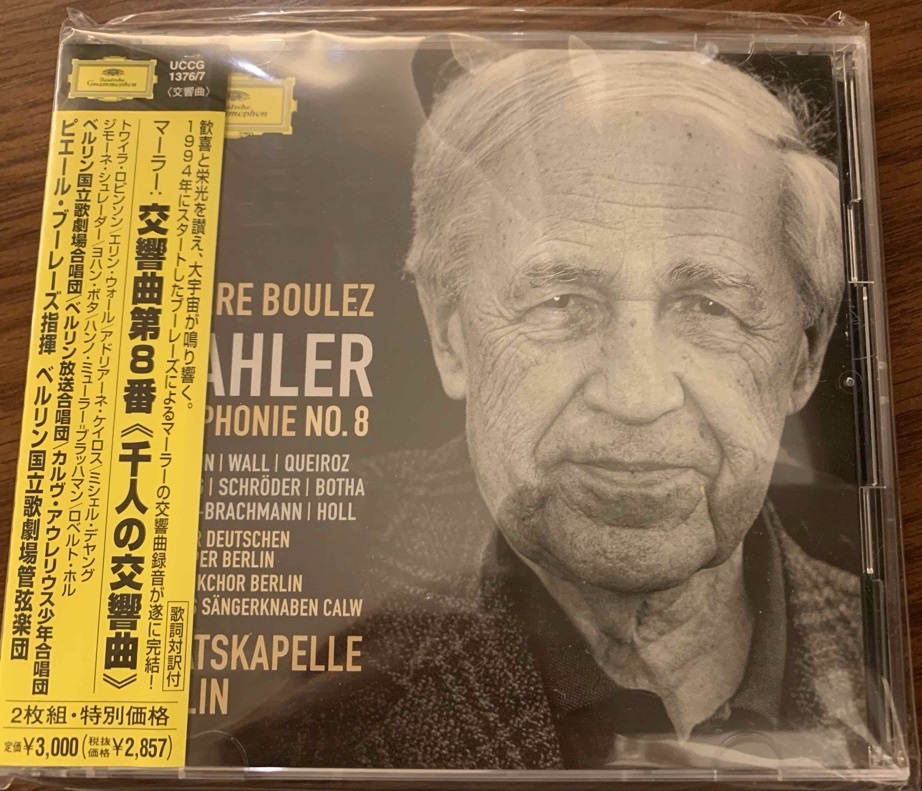 Deutsche
Grammophon
UCCG
1376/7
〈交響曲〉
歓喜と栄光を讃え、大宇宙が鳴り響く。
1994年にスタートしたブーレーズによるマーラーの交響曲録音が遂に完結!
歌詞対訳付
マーラー:交響曲第8番《千人の交響曲》
トワイラ・ロビンソン/エリン・ウォール/アドリアーネ・ケイロス/ミシェル・デヤング
ジモーネ・シュレーダー/ヨハン・ボタ/ハンノ・ミュラー=ブラッハマン/ロベルト・ホル
ベルリン国立歌劇場合唱団/ベルリン放送合唱団/カルヴ・アウレリウス少年合唱団
ピエール・ブーレーズ指揮 ベルリン国立歌劇場管弦楽団
2枚組・特別価格
定価¥3,000(税抜価格¥2,857)
RE BOULEZ
AHLER
PHONIE NO. 8
N | WALL | QUEIROZ
| SCHRÖDER | BOTHA
-BRACHMANN | HOLL
R DEUTSCHEN
PER BERLIN
KCHOR BERLIN
S SÄNGERKNABEN CALW
ATSKAPELLE
LIN